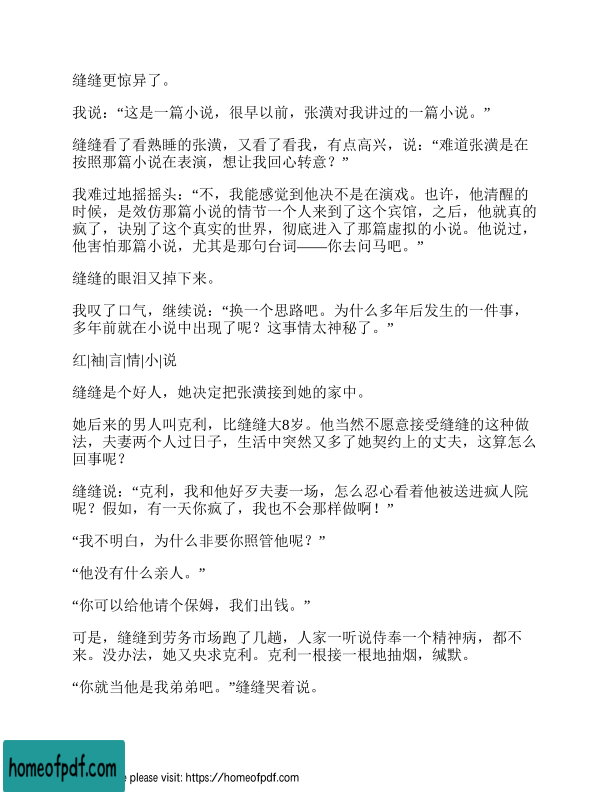 缝缝更惊异了。
我说：“这是一篇小说，很早以前，张潢对我讲过的一篇小说。”
缝缝看了看熟睡的张潢，又看了看我，有点高兴，说：“难道张潢是在
按照那篇小说在表演，想让我回心转意？”
我难过地摇摇头：“不，我能感觉到他决不是在演戏。也许，他清醒的
时候，是效仿那篇小说的情节一个人来到了这个宾馆，之后，他就真的
疯了，诀别了这个真实的世界，彻底进入了那篇虚拟的小说。他说过，
他害怕那篇小说，尤其是那句台词——你去问马吧。”
缝缝的眼泪又掉下来。
我叹了口气，继续说：“换一个思路吧。为什么多年后发生的一件事，
多年前就在小说中出现了呢？这事情太神秘了。”
红|袖|言|情|小|说
缝缝是个好人，她决定把张潢接到她的家中。
她后来的男人叫克利，比缝缝大8岁。他当然不愿意接受缝缝的这种做
法，夫妻两个人过日子，生活中突然又多了她契约上的丈夫，这算怎么
回事呢？
缝缝说：“克利，我和他好歹夫妻一场，怎么忍心看着他被送进疯人院
呢？假如，有一天你疯了，我也不会那样做啊！”
“我不明白，为什么非要你照管他呢？”
“他没有什么亲人。”
“你可以给他请个保姆，我们出钱。”
可是，缝缝到劳务市场跑了几趟，人家一听说侍奉一个精神病，都不
来。没办法，她又央求克利。克利一根接一根地抽烟，缄默。
“你就当他是我弟弟吧。”缝缝哭着说。
homeofpdf.com
e please visit: https://homeofpdf.com